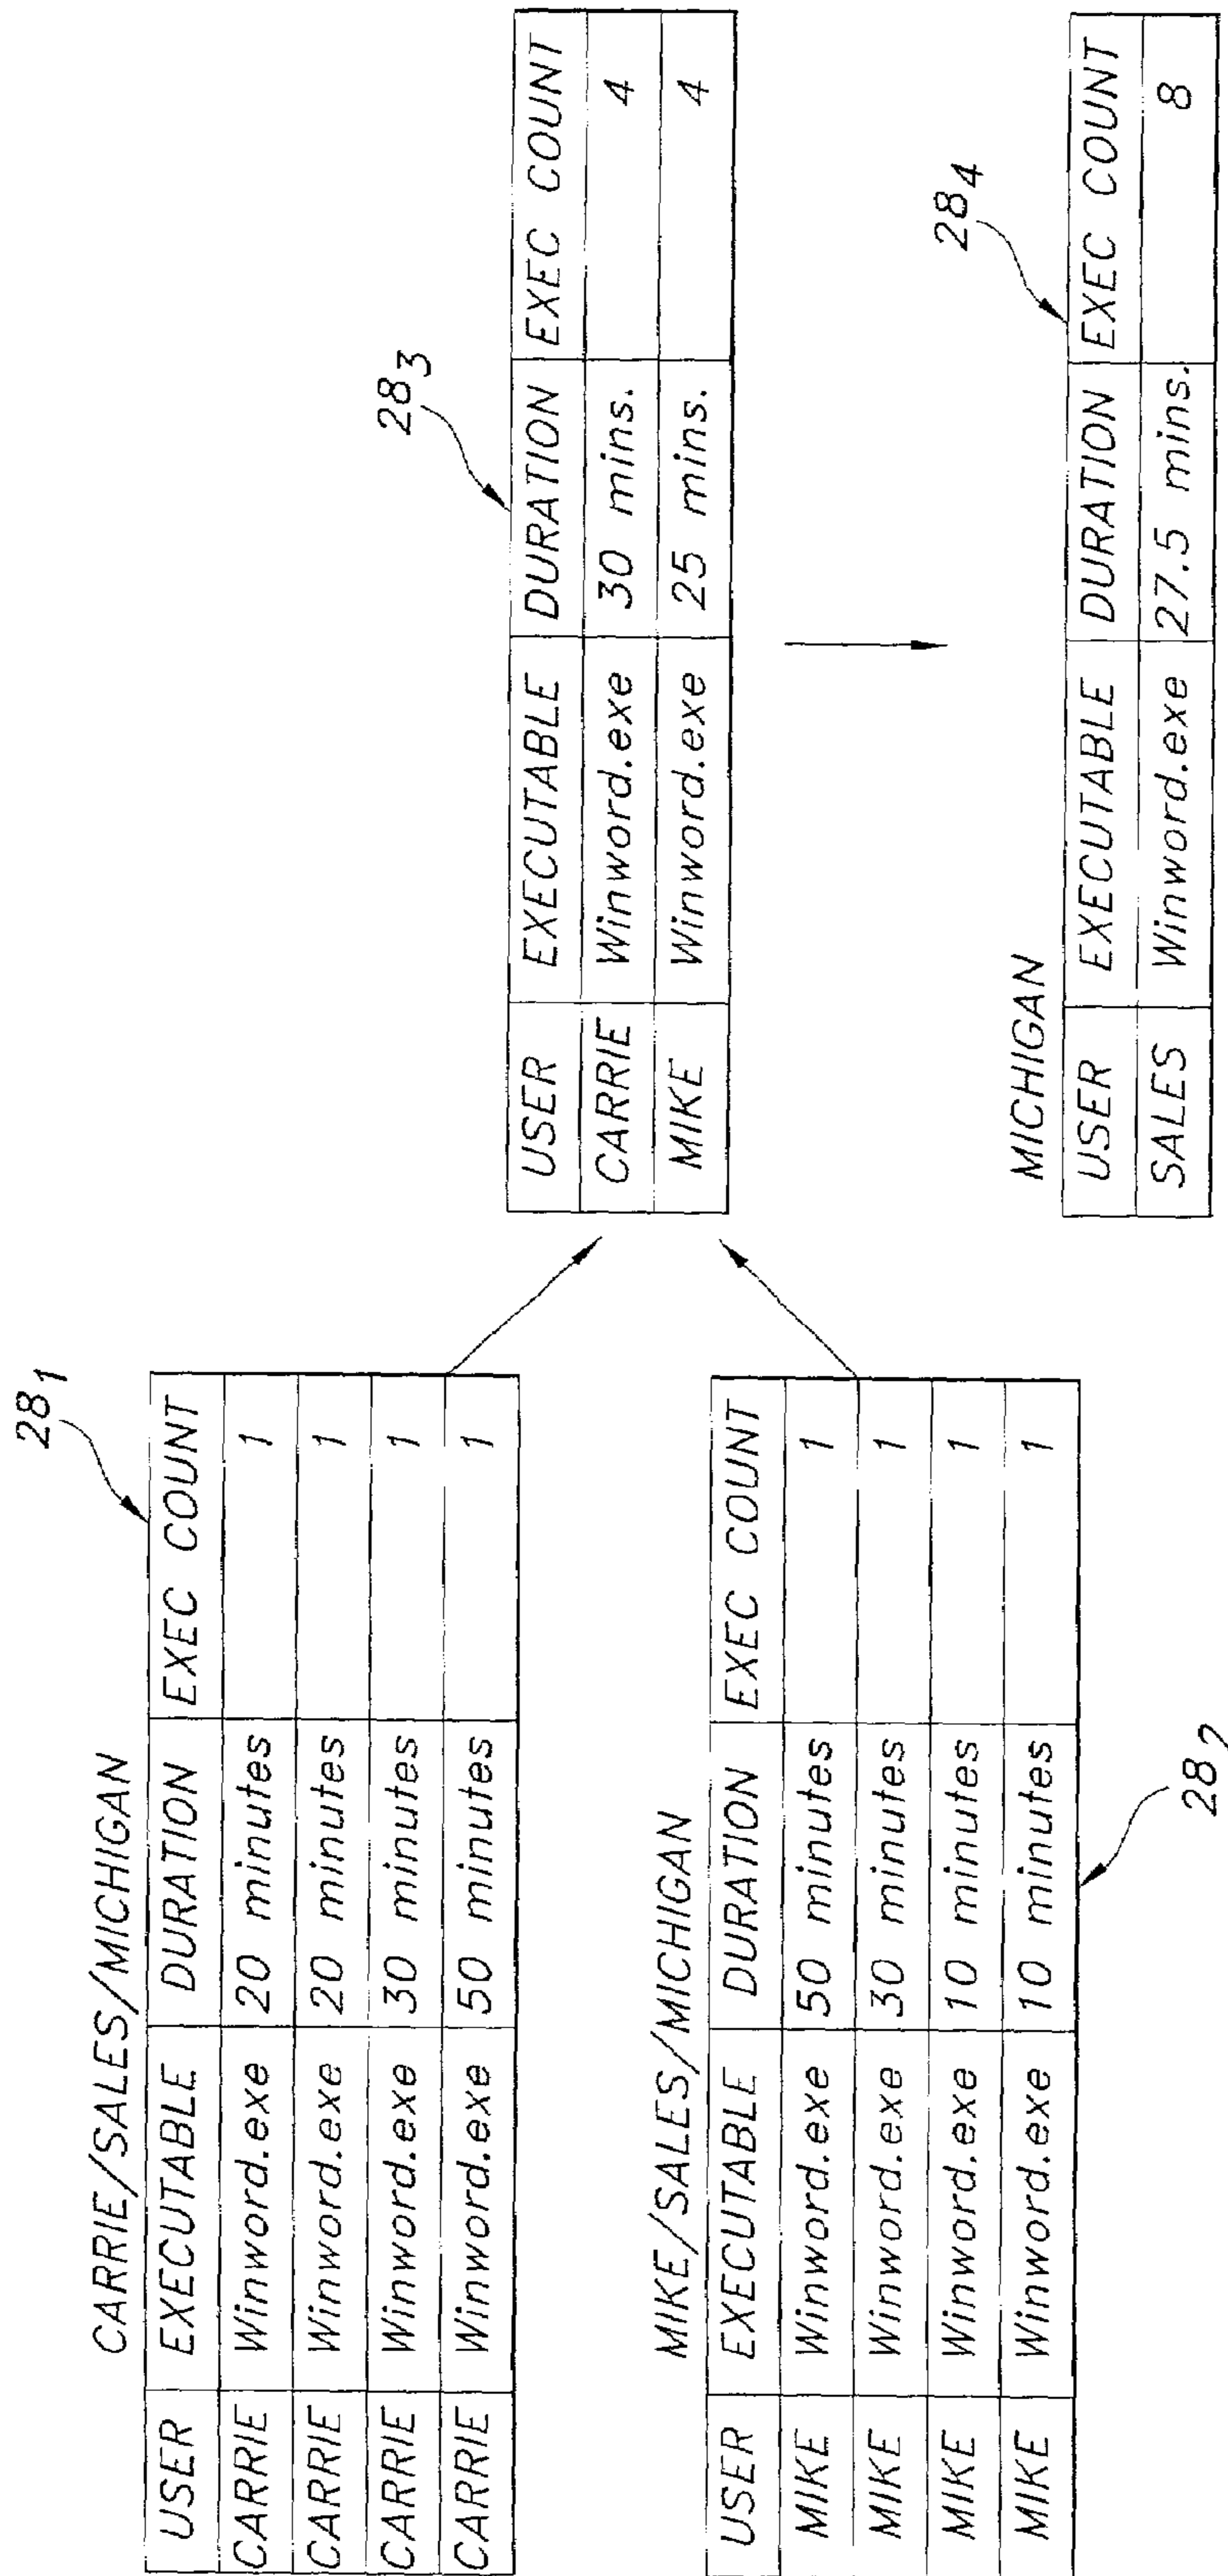 CARRIE/SALES/MICHIGAN
28₁
USER EXECUTABLE DURATION EXEC COUNT
CARRIE Winword.exe 20 minutes 1
CARRIE Winword.exe 20 minutes 1
CARRIE Winword.exe 30 minutes 1
CARRIE Winword.exe 50 minutes 1
MIKE/SALES/MICHIGAN
USER EXECUTABLE DURATION EXEC COUNT
MIKE Winword.exe 50 minutes 1
MIKE Winword.exe 30 minutes 1
MIKE Winword.exe 10 minutes 1
MIKE Winword.exe 10 minutes 1
28₂
28₃
USER EXECUTABLE DURATION EXEC COUNT
CARRIE Winword.exe 30 mins. 4
MIKE Winword.exe 25 mins. 4
28₄
MICHIGAN
USER EXECUTABLE DURATION EXEC COUNT
SALES Winword.exe 27.5 mins. 8